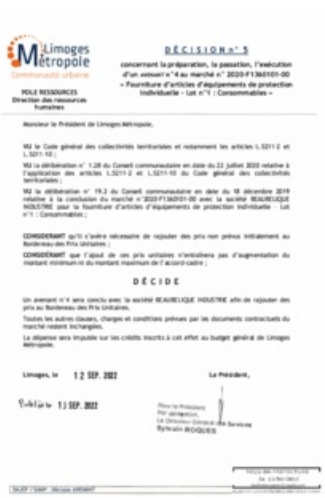 Limoges
Métropole
Communauté urbaine
PÔLE RESSOURCES
Direction des ressources
humaines
D É C I S I O N n° 5
concernant la préparation, la passation, l'exécution
d'un avenant n°4 au marché n° 2020-F1360101-00
« Fourniture d'articles d'équipements de protection
individuelle - Lot n°1 : Consommables »
Monsieur le Président de Limoges Métropole,
VU le Code général des collectivités territoriales et notamment les articles L.5211-2 et
L.5211-10 ;
VU la délibération n° 1.28 du Conseil communautaire en date du 22 juillet 2020 relative à
l'application des articles L.5211-2 et L.5211-10 du Code général des collectivités
territoriales ;
VU la délibération n° 19.2 du Conseil communautaire en date du 18 décembre 2019
relative à la conclusion du marché n°2020-F1360101-00 avec la société BEAURELIQUE
INDUSTRIE pour la fourniture d'articles d'équipements de protection individuelle - Lot
n°1 : Consommables ;
CONSIDÉRANT qu'il s'avère nécessaire de rajouter des prix non prévus initialement au
Bordereau des Prix Unitaires ;
CONSIDÉRANT que l'ajout de ces prix unitaires n'entraînera pas d'augmentation du
montant minimum ni du montant maximum de l'accord-cadre ;
D É C I D E
Un avenant n°4 sera conclu avec la société BEAURELIQUE INDUSTRIE afin de rajouter des
prix au Bordereau des Prix Unitaires.
Toutes les autres clauses, charges et conditions prévues par les documents contractuels du
marché restent inchangées.
La dépense sera imputée sur les crédits inscrits à cet effet au budget général de Limoges
Métropole.
Limoges, le 12 SEP. 2022
Le Président,
Publié le 13 SEP. 2022
Pour le Président
Par délégation,
Le Directeur Général des Services
Sylvain ROQUES